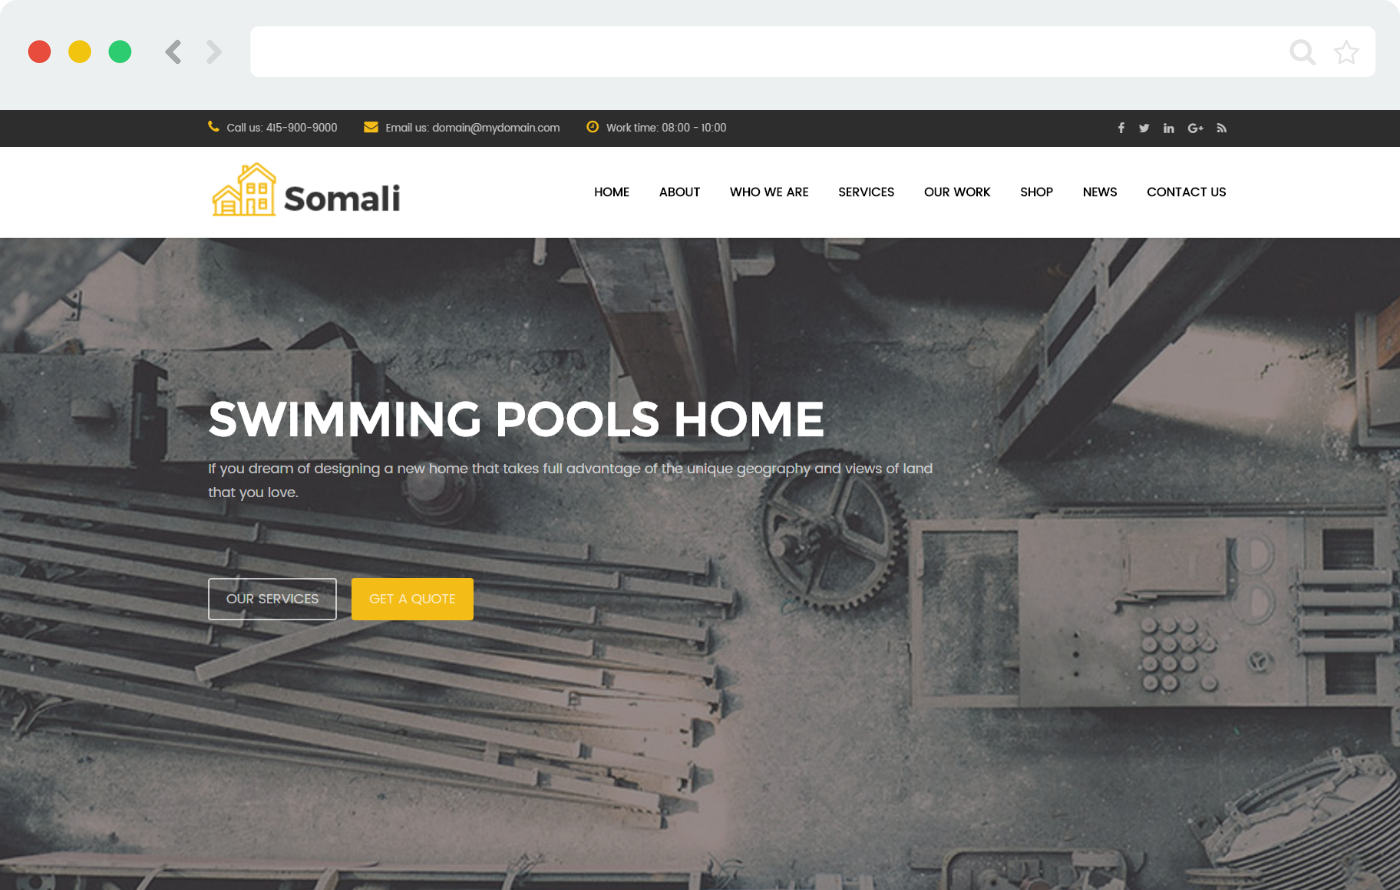 Call us: 415-900-9000 Email us: domain@mydomain.com Work time: 08:00 - 10:00
Somali
HOME ABOUT WHO WE ARE SERVICES OUR WORK SHOP NEWS CONTACT US
SWIMMING POOLS HOME
If you dream of designing a new home that takes full advantage of the unique geography and views of land
that you love.
OUR SERVICES GET A QUOTE